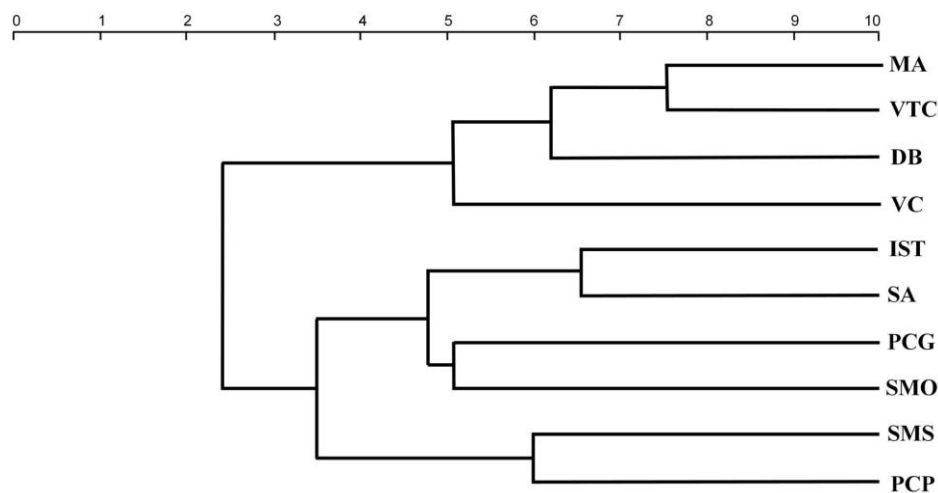 0 1 2 3 4 5 6 7 8 9 10
MA
VTC
DB
VC
IST
SA
PCG
SMO
SMS
PCP